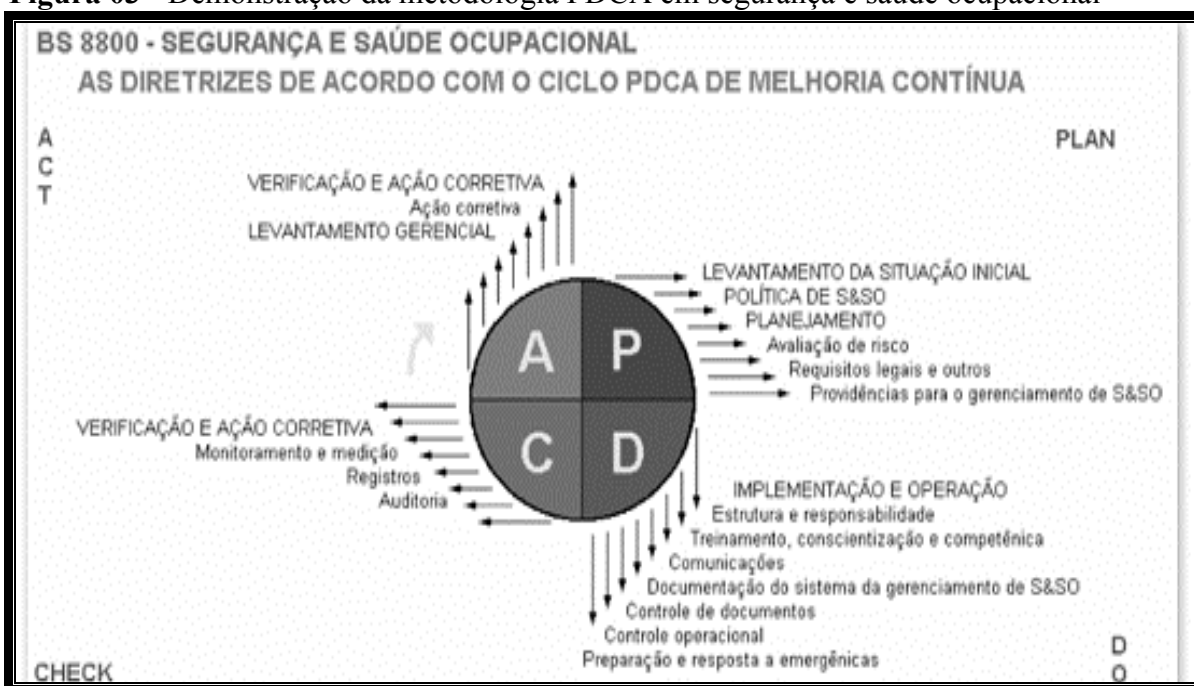 Figura 03 - Demonstração da metodologia PDCA em segurança e saúde ocupacional
BS 8800 - SEGURANÇA E SAÚDE OCUPACIONAL
AS DIRETRIZES DE ACORDO COM O CICLO PDCA DE MELHORIA CONTÍNUA
ACT
PLAN
VERIFICAÇÃO E AÇÃO CORRETIVA
Ação corretiva
LEVANTAMENTO GERENCIAL
LEVANTAMENTO DA SITUAÇÃO INICIAL
POLÍTICA DE S&SO
PLANEJAMENTO
Avaliação de risco
Requisitos legais e outros
Providências para o gerenciamento de S&SO
A P
C D
VERIFICAÇÃO E AÇÃO CORRETIVA
Monitoramento e medição
Registros
Auditoria
IMPLEMENTAÇÃO E OPERAÇÃO
Estrutura e responsabilidade
Treinamento, conscientização e competênica
Comunicações
Documentação do sistema da gerenciamento de S&SO
Controle de documentos
Controle operacional
Preparação e resposta a emergênicas
CHECK
DO